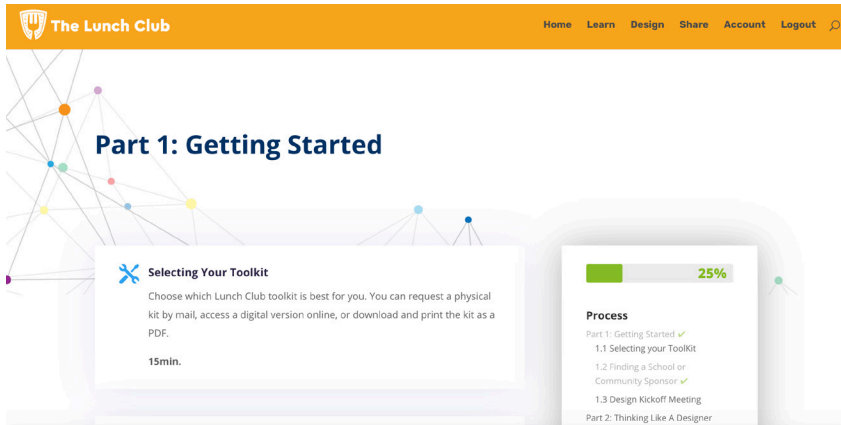 The Lunch Club
Home Learn Design Share Account Logout
Part 1: Getting Started
Selecting Your Toolkit
Choose which Lunch Club toolkit is best for you. You can request a physical
kit by mail, access a digital version online, or download and print the kit as a
PDF.
15min.
25%
Process
Part 1: Getting Started ✓
1.1 Selecting your ToolKit
1.2 Finding a School or
Community Sponsor ✓
1.3 Design Kickoff Meeting
Part 2: Thinking Like A Designer